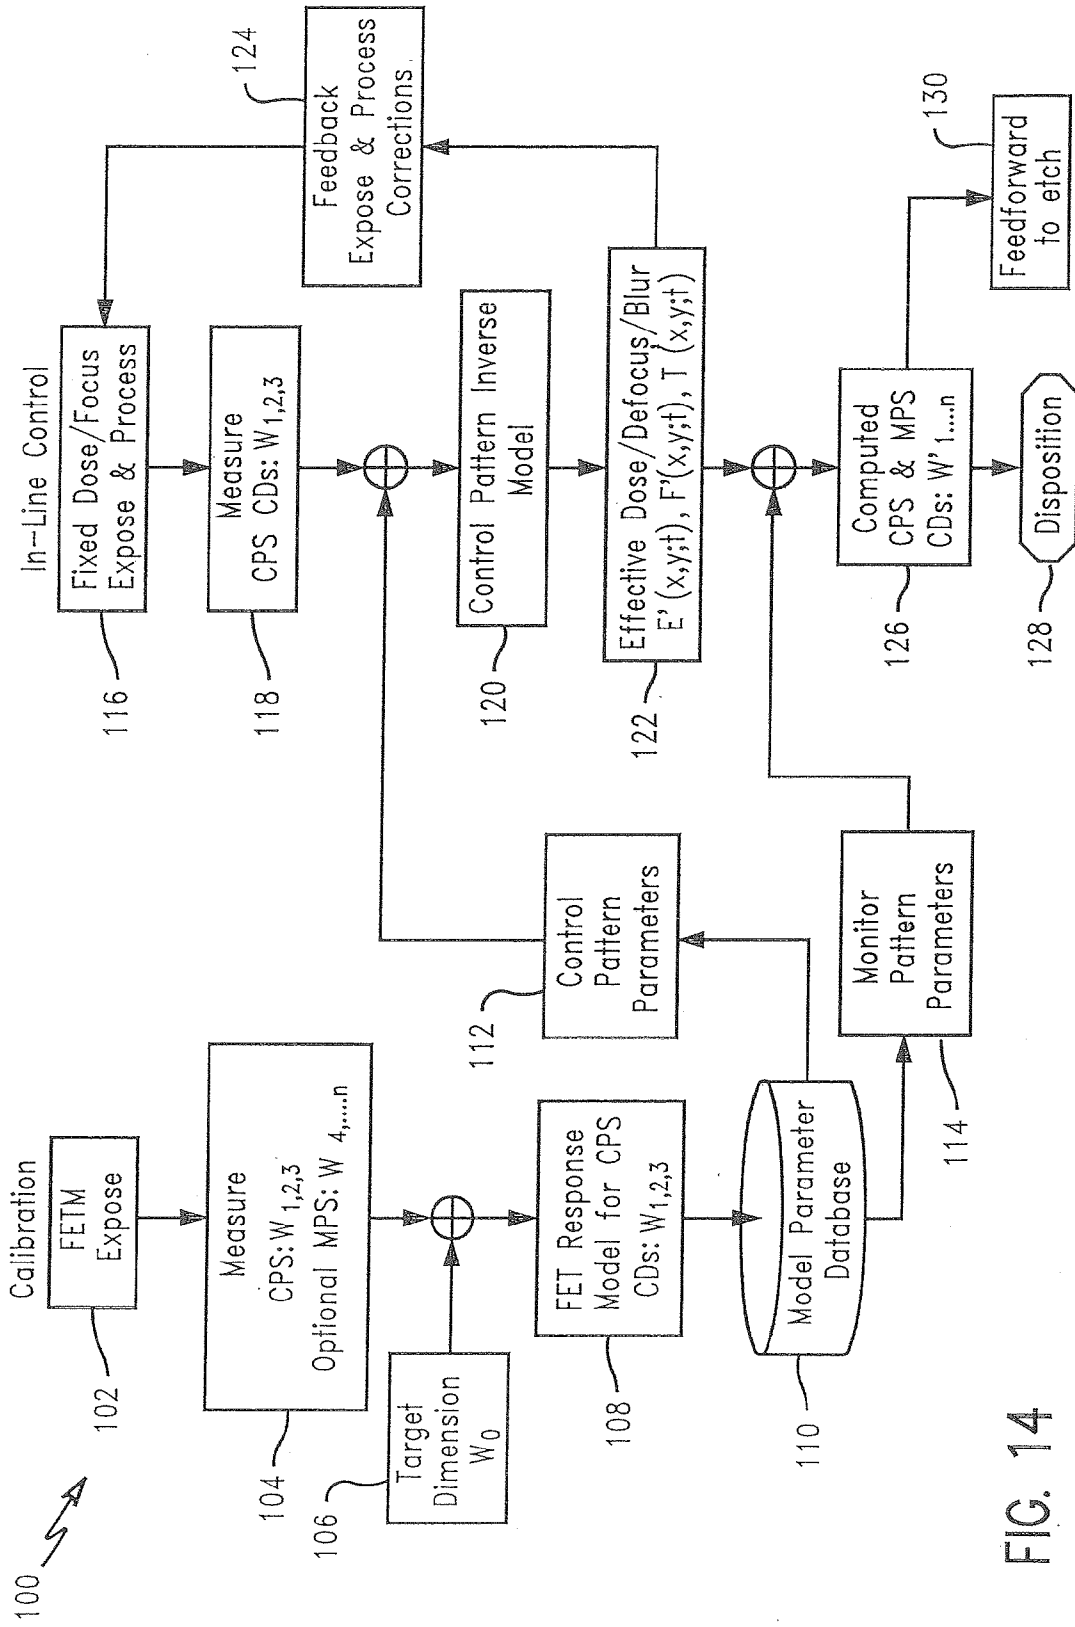 100
Calibration
FETM
Expose
102
Measure
CPS: W1,2,3
Optional MPS: W 4,....n
104
Target
Dimension
W0
106
FET Response
Model for CPS
CDs: W1,2,3
108
Model Parameter
Database
110
Control
Pattern
Parameters
112
Monitor
Pattern
Parameters
114
In-Line Control
Fixed Dose/Focus
Expose & Process
116
Measure
CPS CDs: W1,2,3
118
Control Pattern Inverse
Model
120
Effective Dose/Defocus/Blur
E'(x,y;t), F'(x,y;t), T (x,y;t)
122
Feedback
Expose & Process
Corrections
124
Computed
CPS & MPS
CDs: W'1....n
126
Disposition
128
Feedforward
to etch
130
FIG. 14